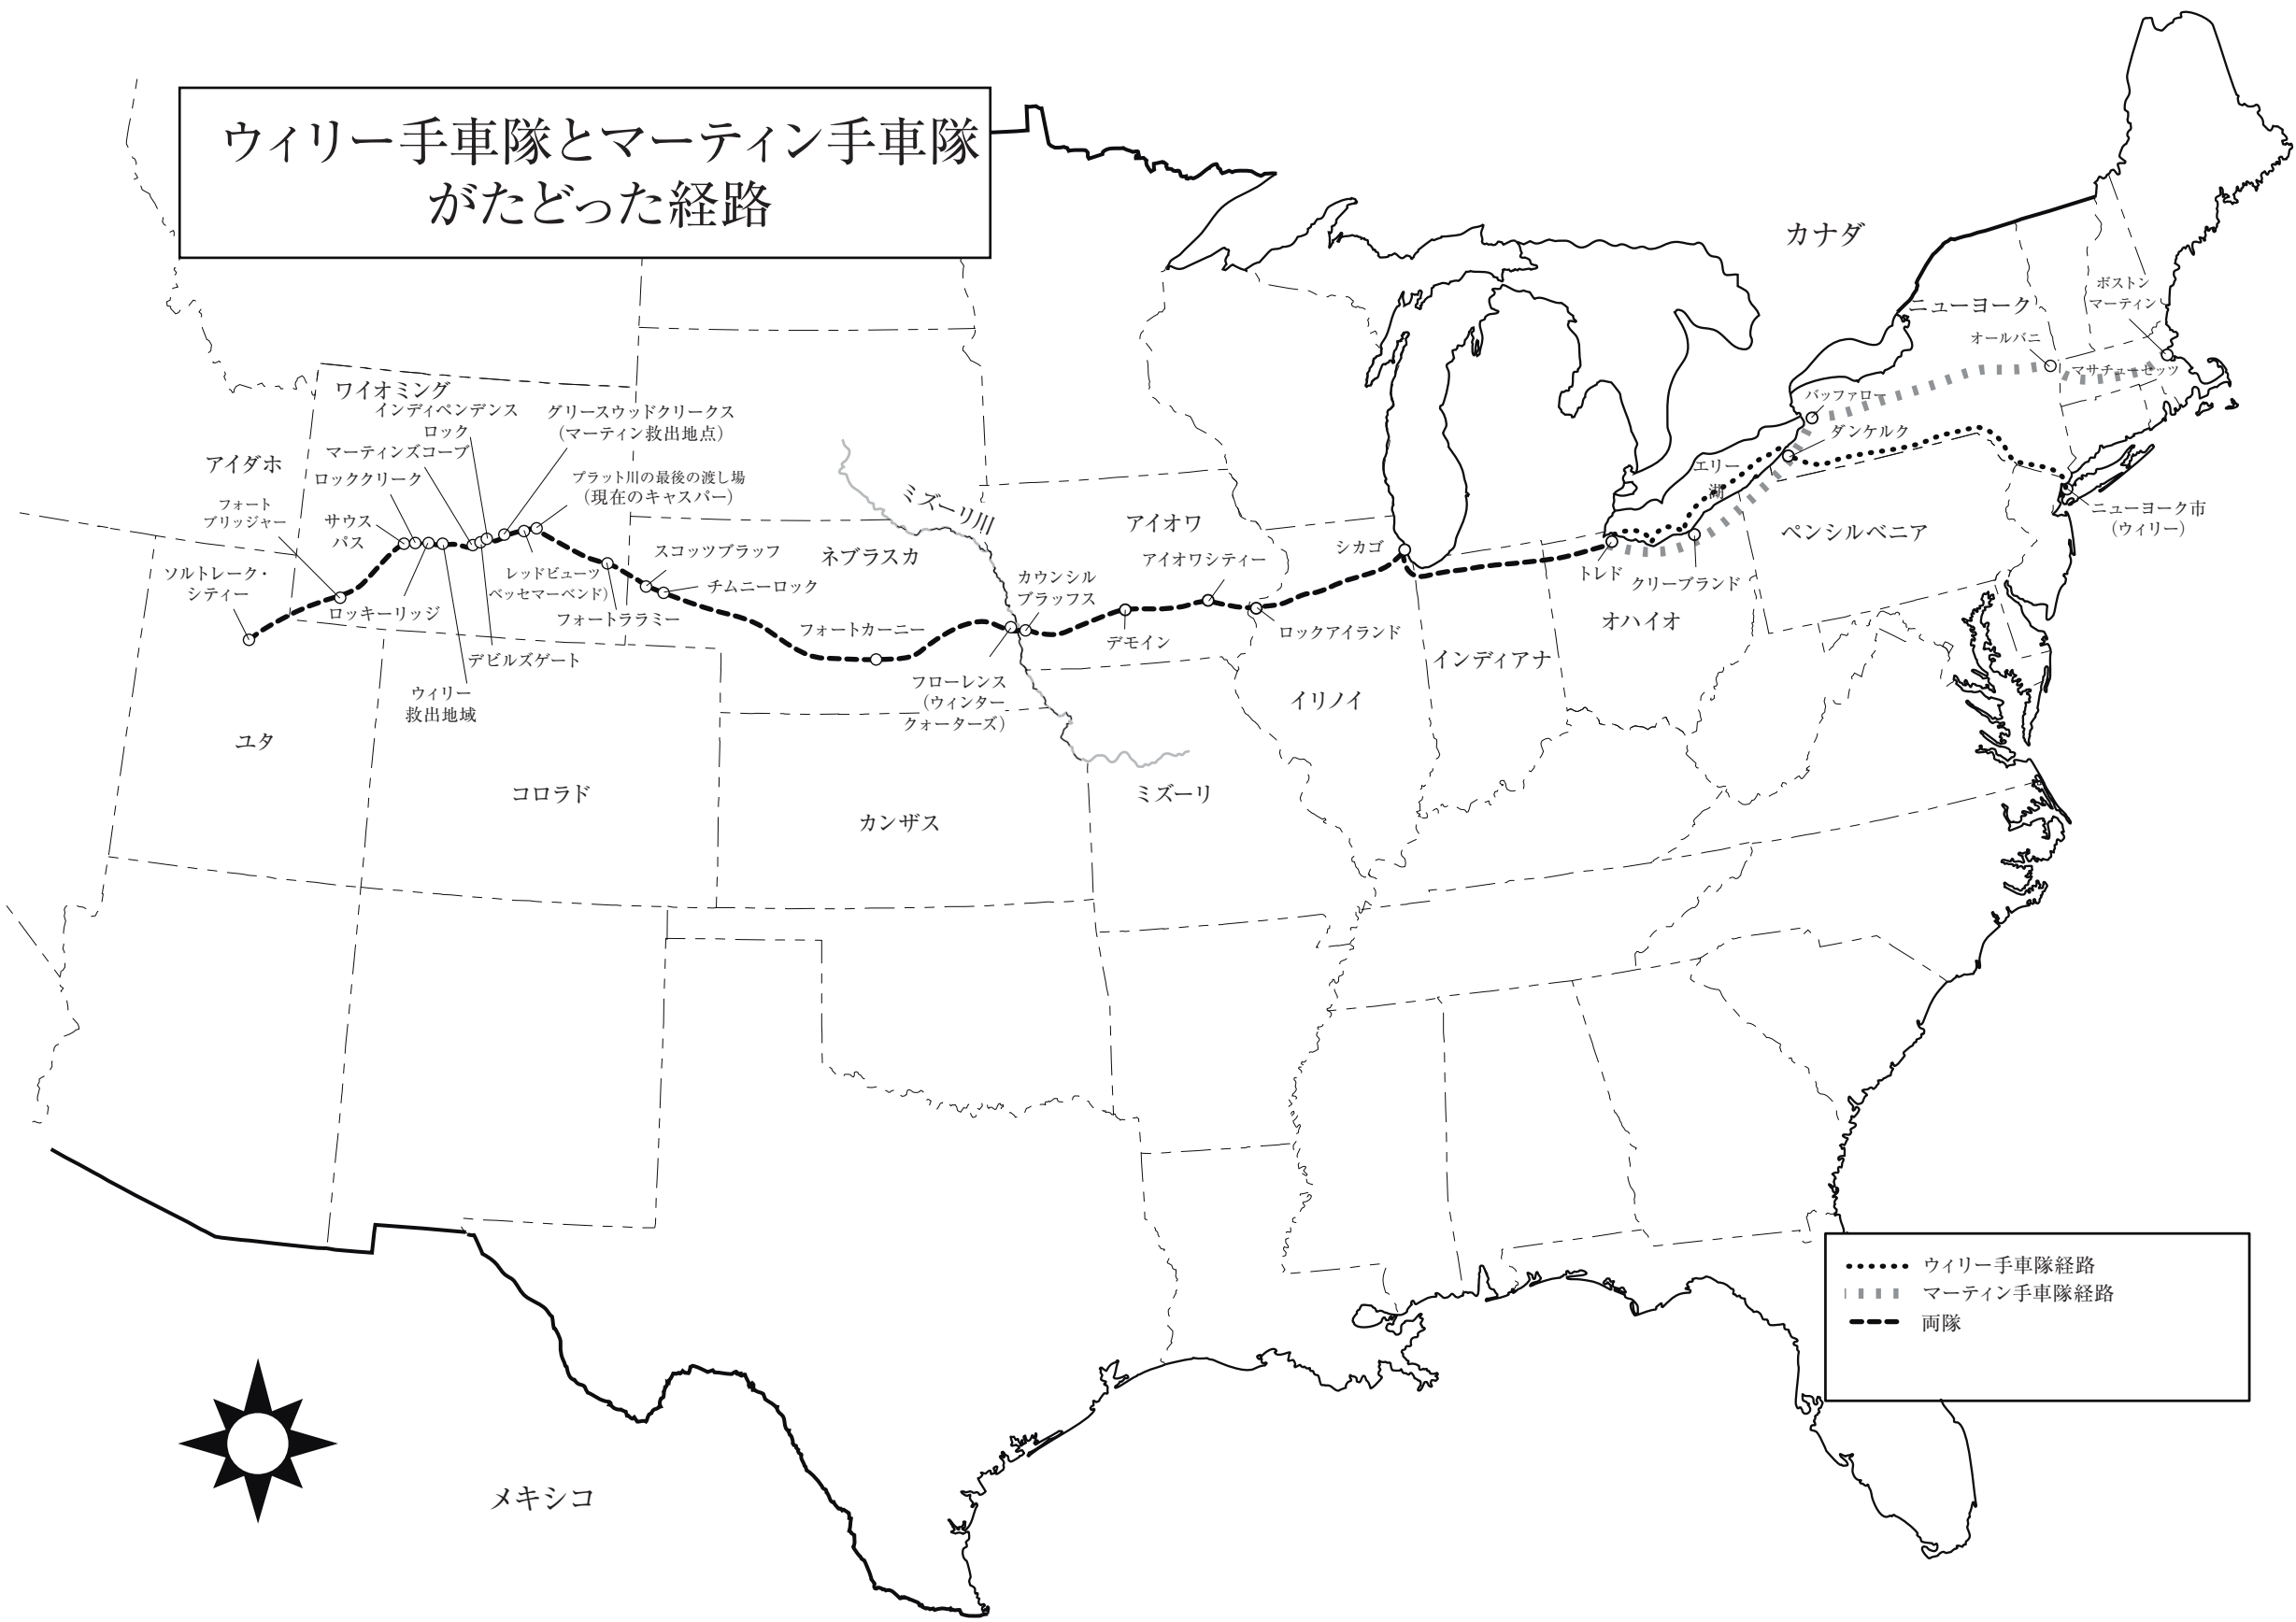 ウィリー手車隊とマーティン手車隊
がたどった経路
カナダ
ニューヨーク
ボストン
マーティン
オールバニ
マサチューセッツ
バッファロー
ダンケルク
エリー
湖
ニューヨーク市
(ウィリー)
ペンシルベニア
クリーブランド
トレド
オハイオ
インディアナ
シカゴ
イリノイ
ロックアイランド
アイオワ
アイオワシティー
デモイン
カウンシル
ブラッフス
ミズーリ川
フローレンス
(ウィンター
クォーターズ)
ネブラスカ
フォートカーニー
チムニーロック
スコッツブラッフ
ワイオミング
インディペンデンス
ロック
グリースウッドクリークス
(マーティン救出地点)
マーティンズコーブ
プラット川の最後の渡し場
(現在のキャスパー)
アイダホ
ロッククリーク
フォート
ブリッジャー
サウス
パス
ソルトレーク・
シティー
ロッキーリッジ
レッドビューツ
ベッセマーベンド)
フォートララミー
デビルズゲート
ウィリー
救出地域
ユタ
コロラド
カンザス
ミズーリ
メキシコ
ウィリー手車隊経路
マーティン手車隊経路
両隊